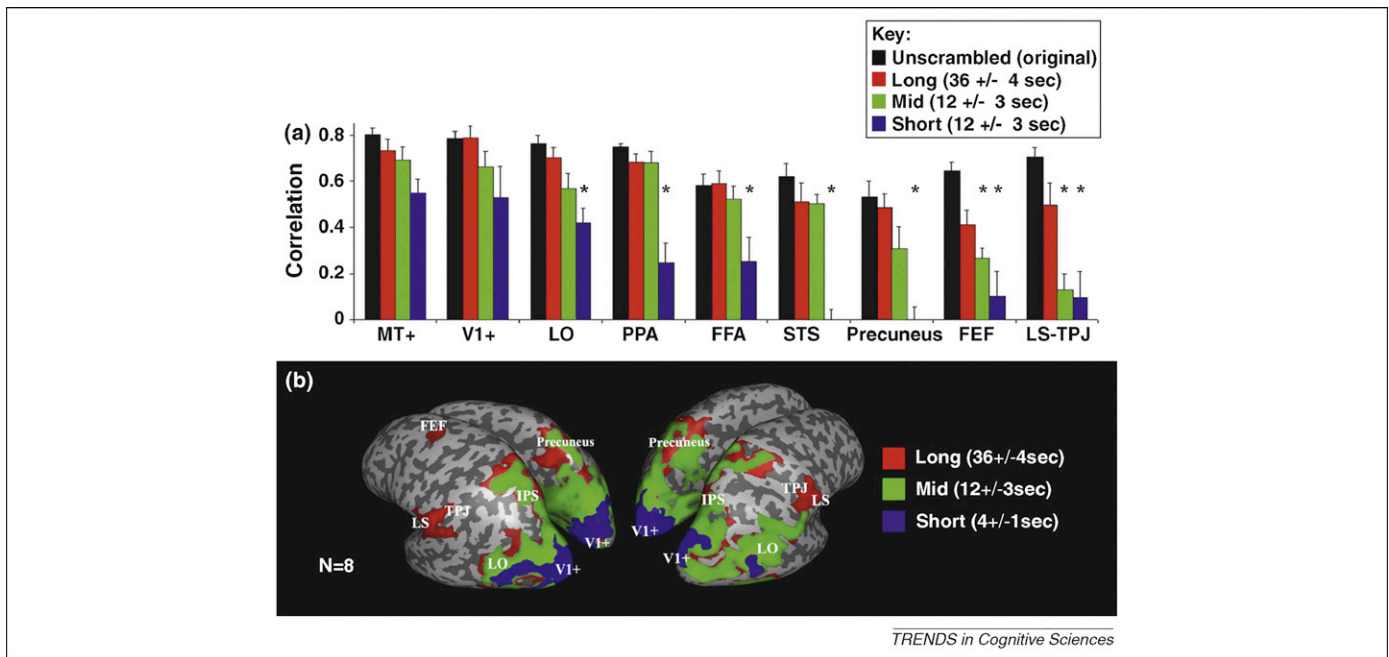 Key:
Unscrambled (original)
Long (36 +/- 4 sec)
Mid (12 +/- 3 sec)
Short (12 +/- 3 sec)
(a)
0.8
0.6
0.4
0.2
0
Correlation
* * * * * * * * *
MT+ V1+ LO PPA FFA STS Precuneus FEF LS-TPJ
(b)
FEF
Precuneus
IPS
TPJ
LS
LO
V1+
V1+
N=8
Precuneus
IPS
TPJ
LS
V1+
V1+
LO
Long (36+/-4sec)
Mid (12+/-3sec)
Short (4+/-1sec)
TRENDS in Cognitive Sciences